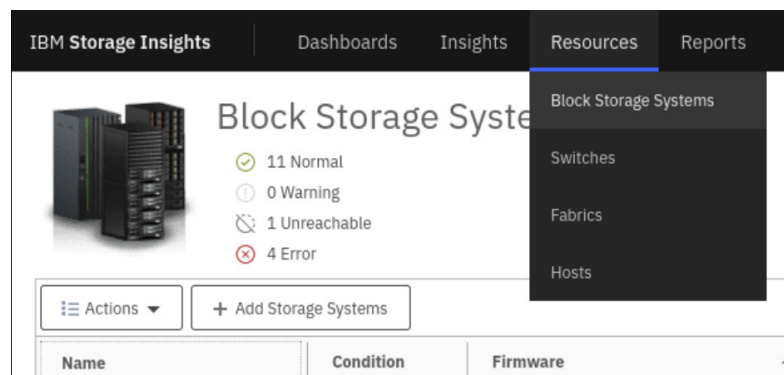 IBM Storage Insights Dashboards Insights Resources Reports
Block Storage Systems
Switches
Fabrics
Hosts
Block Storage Syste
11 Normal
0 Warning
1 Unreachable
4 Error
Actions + Add Storage Systems
Name Condition Firmware